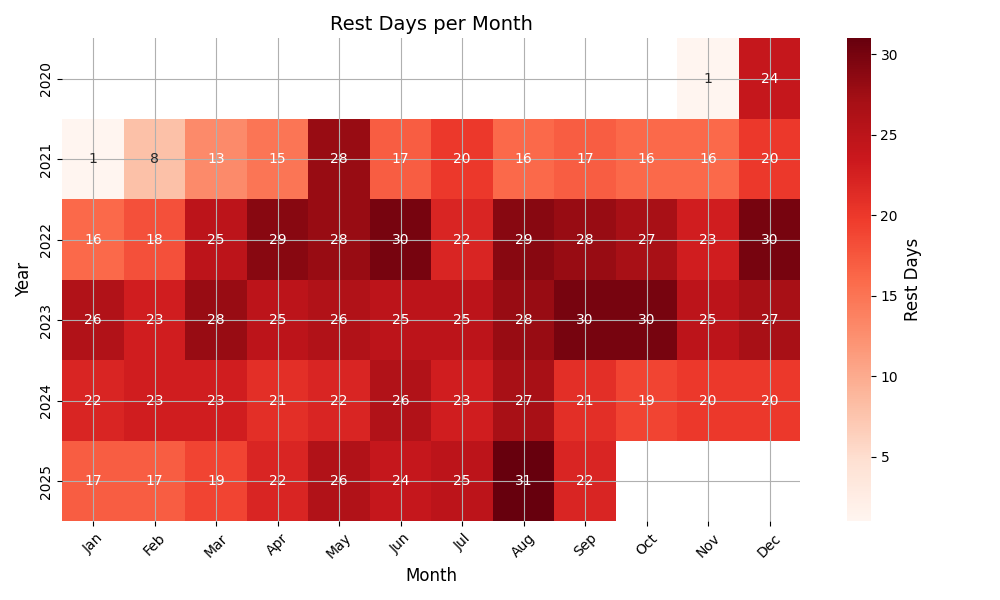 Rest Days per Month
2020 1 24
2021 1 8 13 15 28 17 20 16 17 16 16 20
2022 16 18 25 29 28 30 22 29 28 27 23 30
2023 26 23 28 25 26 25 25 28 30 30 25 27
2024 22 23 23 21 22 26 23 27 21 19 20 20
2025 17 17 19 22 26 24 25 31 22
Jan Feb Mar Apr May Jun Jul Aug Sep Oct Nov Dec
Month
Year
30
25
20
15
10
5
Rest Days